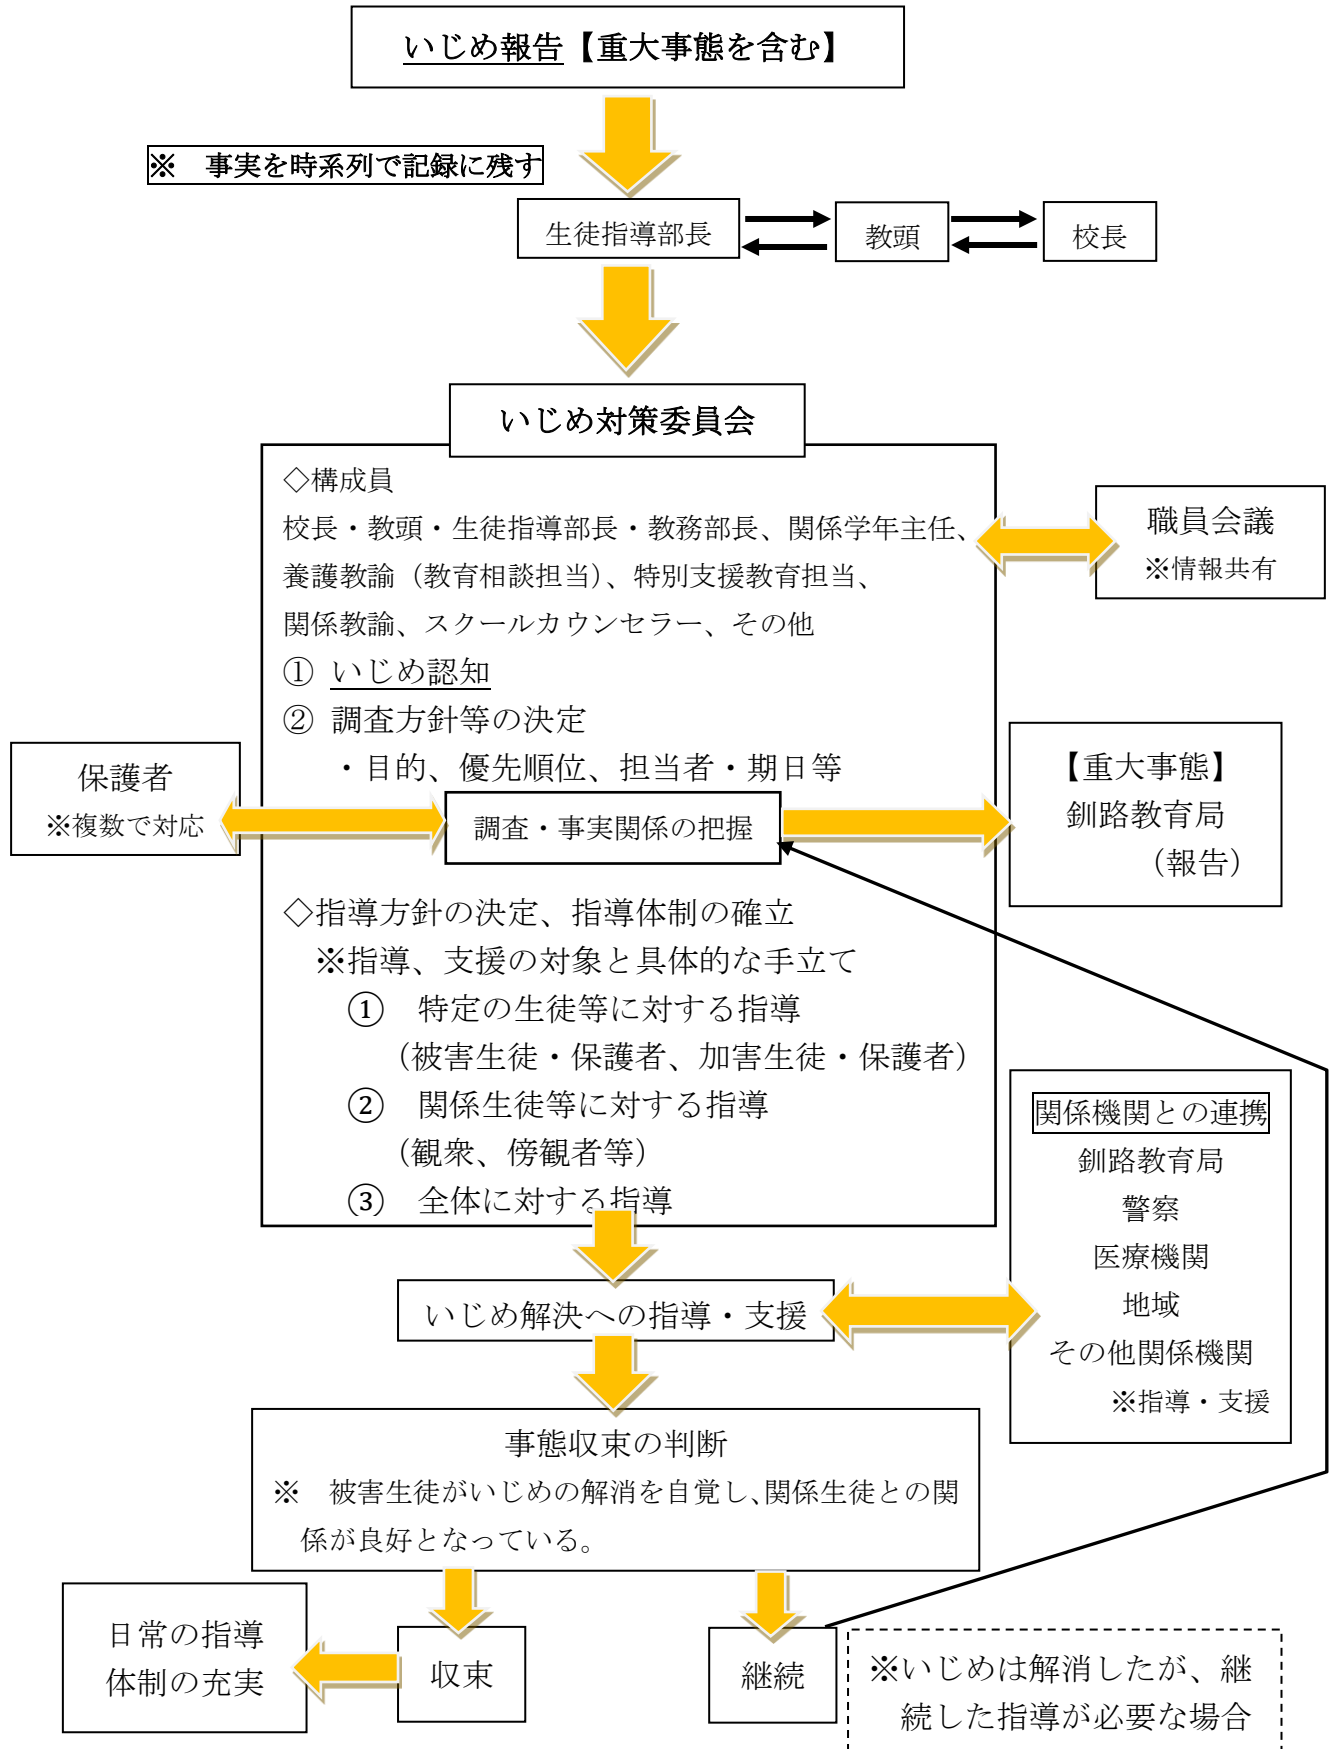 いじめ報告【重大事態を含む】
※　事実を時系列で記録に残す
生徒指導部長
教頭
校長
いじめ対策委員会
◇構成員
校長・教頭・生徒指導部長・教務部長、関係学年主任、
養護教諭（教育相談担当）、特別支援教育担当、
関係教諭、スクールカウンセラー、その他
① いじめ認知
② 調査方針等の決定
・目的、優先順位、担当者・期日等
職員会議
※情報共有
保護者
※複数で対応
調査・事実関係の把握
【重大事態】
釧路教育局
（報告）
◇指導方針の決定、指導体制の確立
※指導、支援の対象と具体的な手立て
①　特定の生徒等に対する指導
（被害生徒・保護者、加害生徒・保護者）
②　関係生徒等に対する指導
（観衆、傍観者等）
③　全体に対する指導
関係機関との連携
釧路教育局
警察
医療機関
地域
その他関係機関
※指導・支援
いじめ解決への指導・支援
事態収束の判断
※　被害生徒がいじめの解消を自覚し、関係生徒との関
係が良好となっている。
日常の指導
体制の充実
収束
継続
※いじめは解消したが、継
続した指導が必要な場合